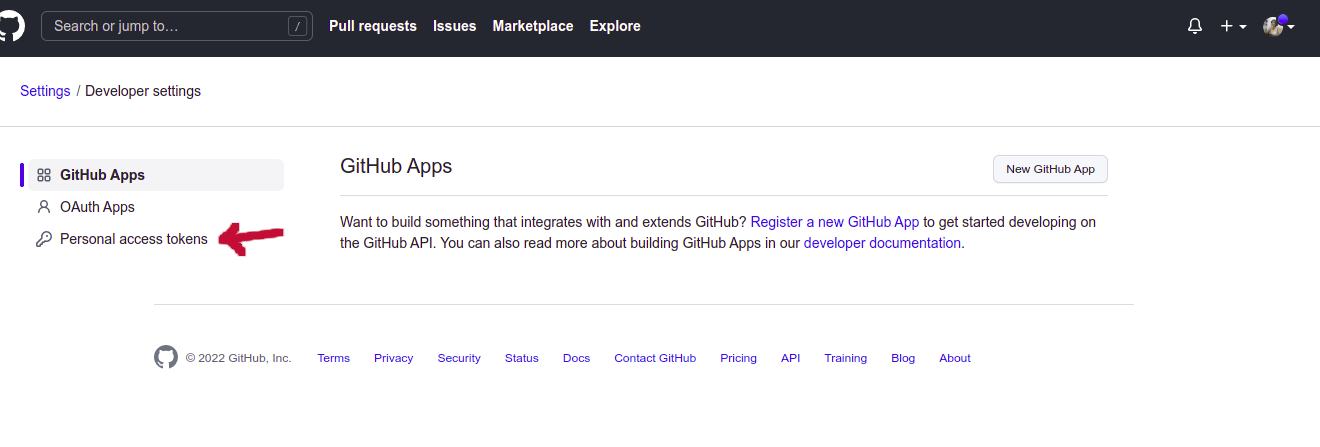 Search or jump to… / Pull requests Issues Marketplace Explore
Settings / Developer settings
GitHub Apps
OAuth Apps
Personal access tokens
GitHub Apps
New GitHub App
Want to build something that integrates with and extends GitHub? Register a new GitHub App to get started developing on
the GitHub API. You can also read more about building GitHub Apps in our developer documentation.
© 2022 GitHub, Inc. Terms Privacy Security Status Docs Contact GitHub Pricing API Training Blog About